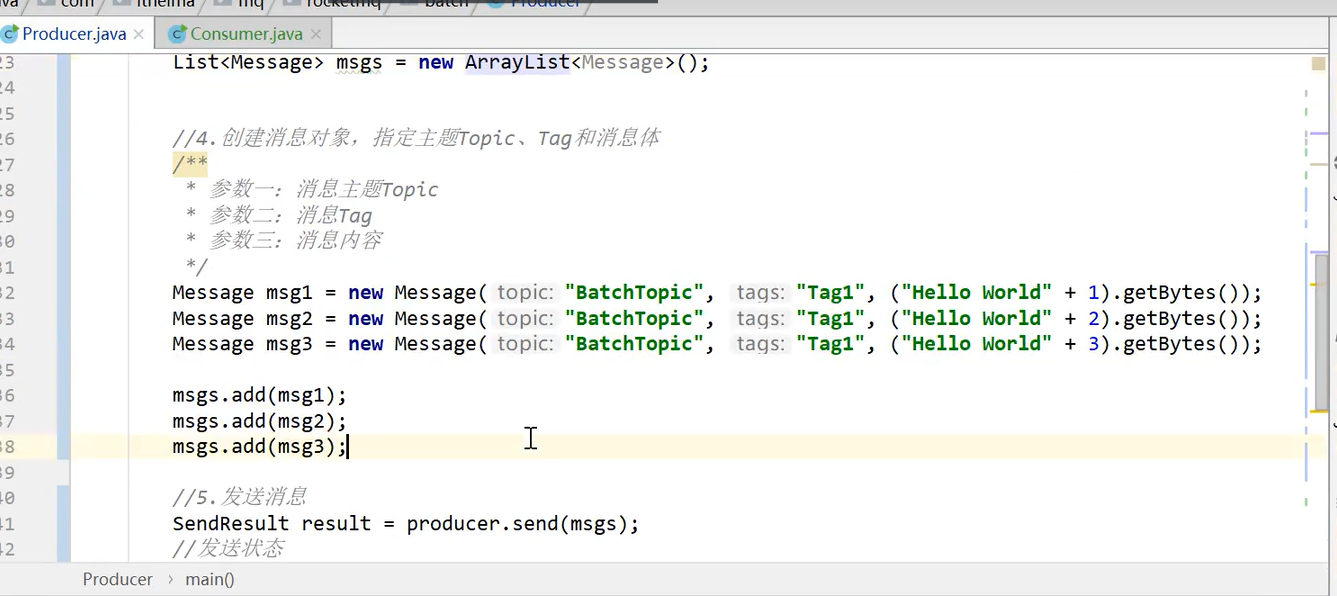 itheima mq rocketmq batch Producer
Producer.java Consumer.java
List<Message> msgs = new ArrayList<Message>();
//4.创建消息对象，指定主题Topic、Tag和消息体
/**
* 参数一：消息主题Topic
* 参数二：消息Tag
* 参数三：消息内容
*/
Message msg1 = new Message( topic: "BatchTopic", tags: "Tag1", ("Hello World" + 1).getBytes());
Message msg2 = new Message( topic: "BatchTopic", tags: "Tag1", ("Hello World" + 2).getBytes());
Message msg3 = new Message( topic: "BatchTopic", tags: "Tag1", ("Hello World" + 3).getBytes());
msgs.add(msg1);
msgs.add(msg2);
msgs.add(msg3);
//5.发送消息
SendResult result = producer.send(msgs);
//发送状态
Producer › main()